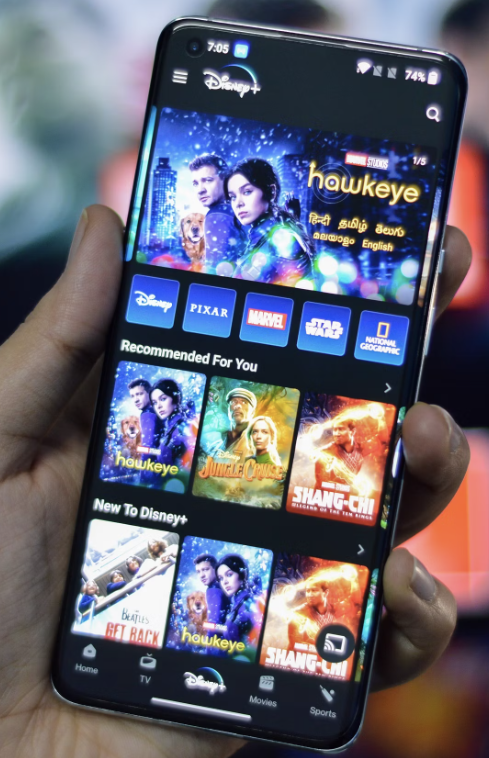 7:05
74%
Disney+
MARVEL STUDIOS
1/5
hawkeye
हिन्दी தமிழ் తెలుగు
മലയാളം English
Disney
PIXAR
MARVEL
STAR WARS
NATIONAL GEOGRAPHIC
Recommended For You
hawkeye
Disney
JUNGLE CRUISE
SHANG-CHI
LEGEND OF THE TEN RINGS
New To Disney+
BEATLES
GET BACK
hawkeye
SHANG-CHI
Home
TV
Disney+
Movies
Sports